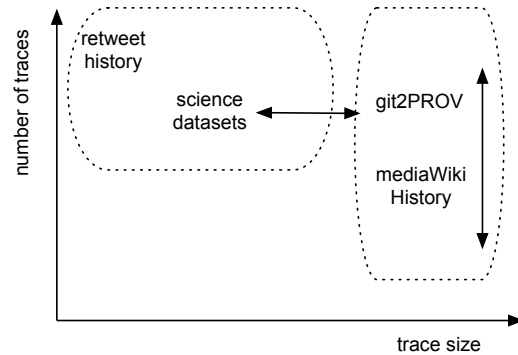 number of traces
retweet
history
science
datasets
git2PROV
mediaWiki
History
trace size